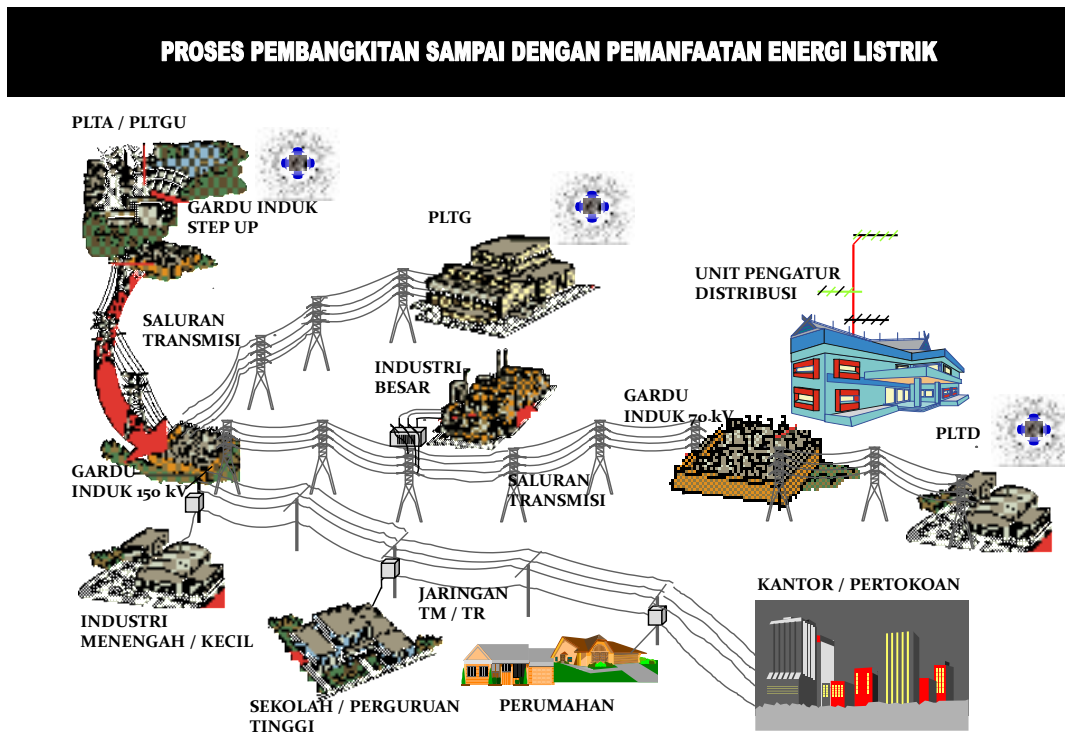 PROSES PEMBANGKITAN SAMPAI DENGAN PEMANFAATAN ENERGI LISTRIK
PLTA / PLTGU
GARDU INDUK
STEP UP
PLTG
UNIT PENGATUR
DISTRIBUSI
SALURAN
TRANSMISI
INDUSTRI
BESAR
GARDU
INDUK 70 kV
PLTD
GARDU
INDUK 150 kV
SALURAN
TRANSMISI
INDUSTRI
MENENGAH / KECIL
JARINGAN
TM / TR
KANTOR / PERTOKOAN
SEKOLAH / PERGURUAN
TINGGI
PERUMAHAN